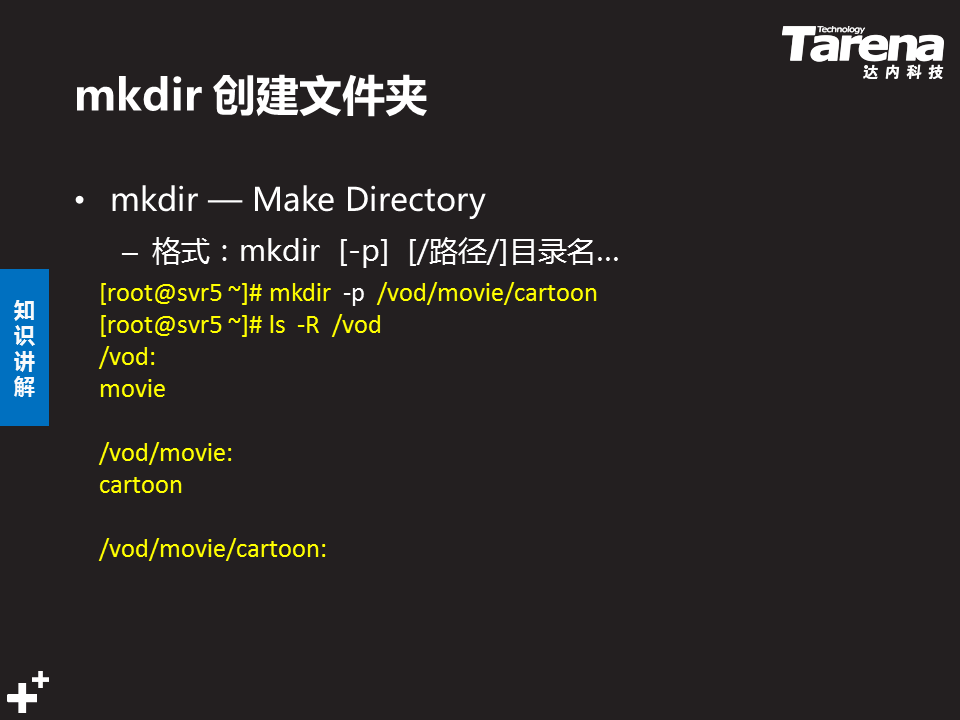 Technology
Tarena
达内科技
mkdir 创建文件夹
• mkdir — Make Directory
– 格式：mkdir [-p] [/路径/]目录名…
[root@svr5 ~]# mkdir -p /vod/movie/cartoon
[root@svr5 ~]# ls -R /vod
/vod:
movie
/vod/movie:
cartoon
/vod/movie/cartoon:
知识讲解